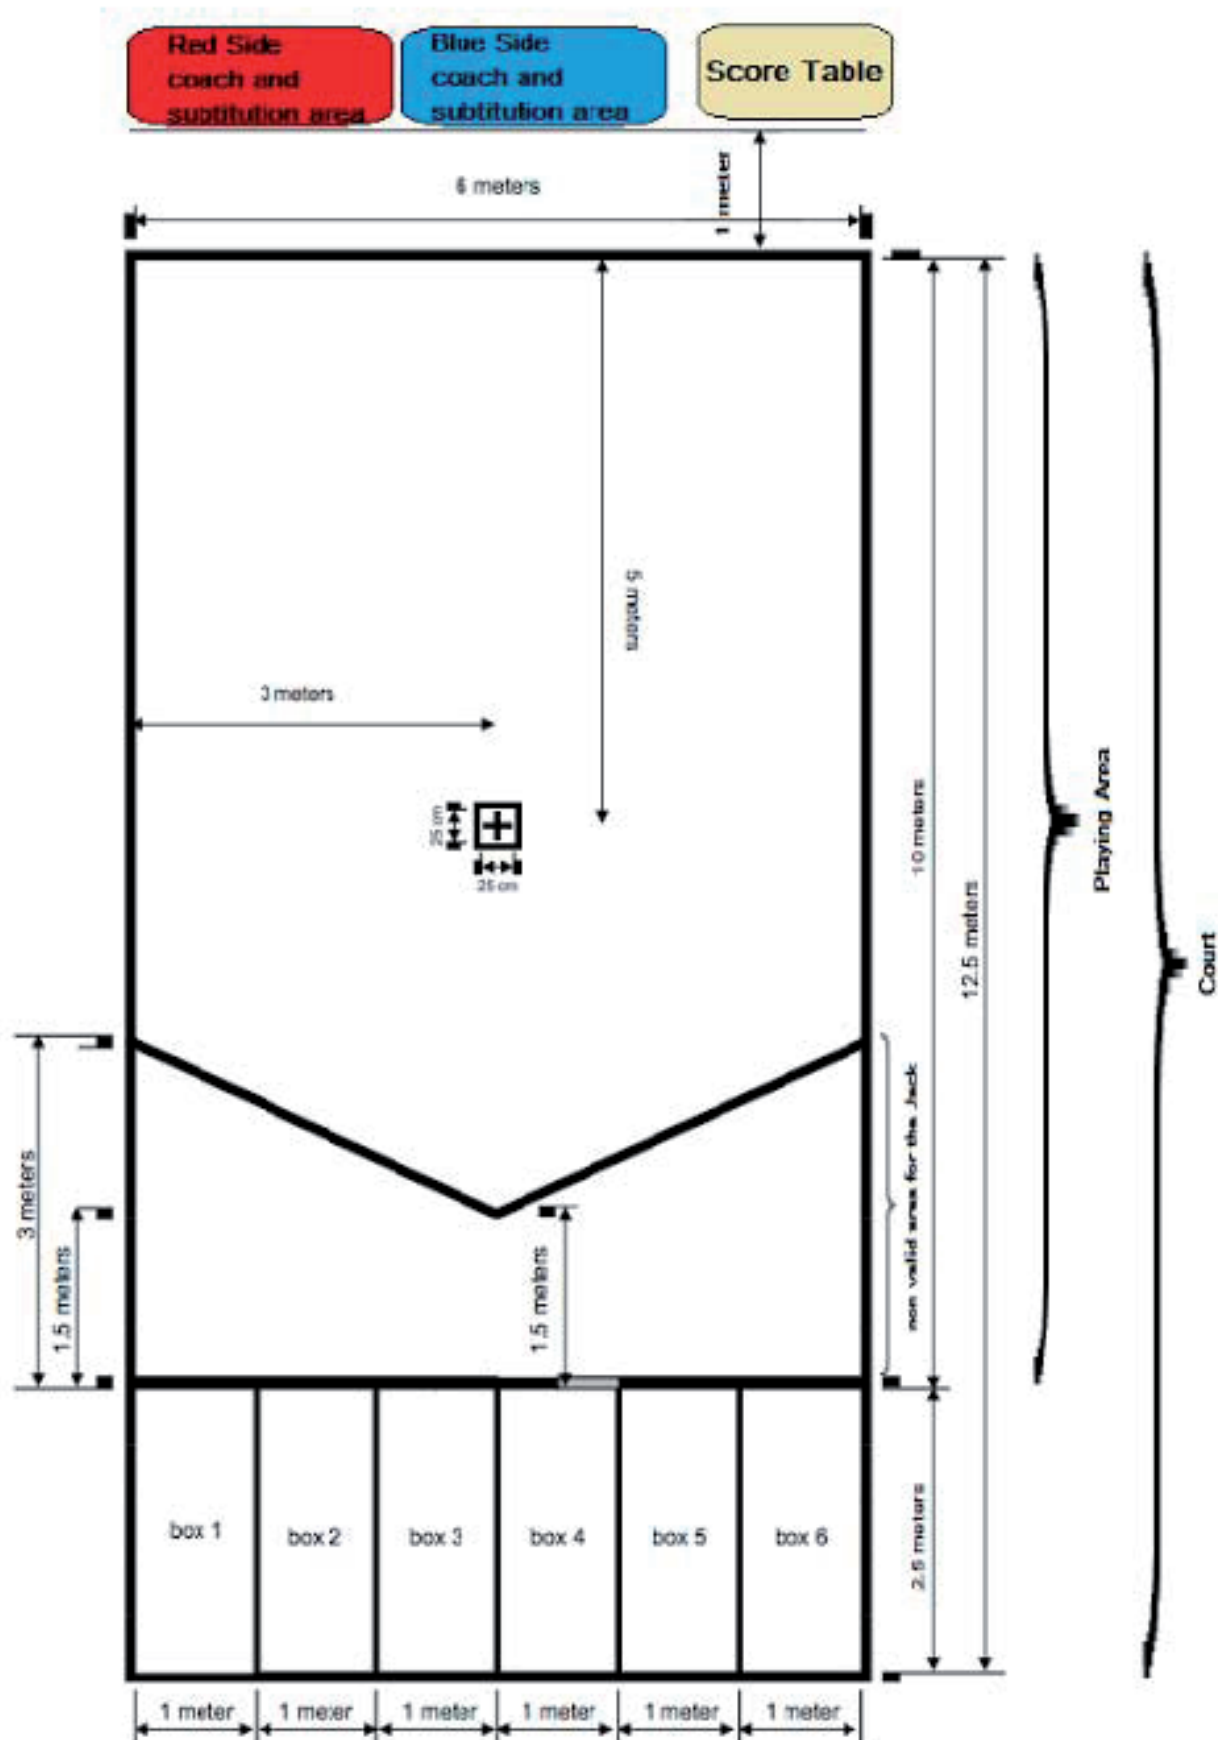 Red Side
coach and
subtitution area
Blue Side
coach and
subtitution area
Score Table
6 meters
1 meter
5 meters
3 meters
25 cm
25 cm
10 meters
12.5 meters
Playing Area
Court
non valid area for the Jack
3 meters
1.5 meters
1.5 meters
box 1
box 2
box 3
box 4
box 5
box 6
2.5 meters
1 meter
1 meter
1 meter
1 meter
1 meter
1 meter